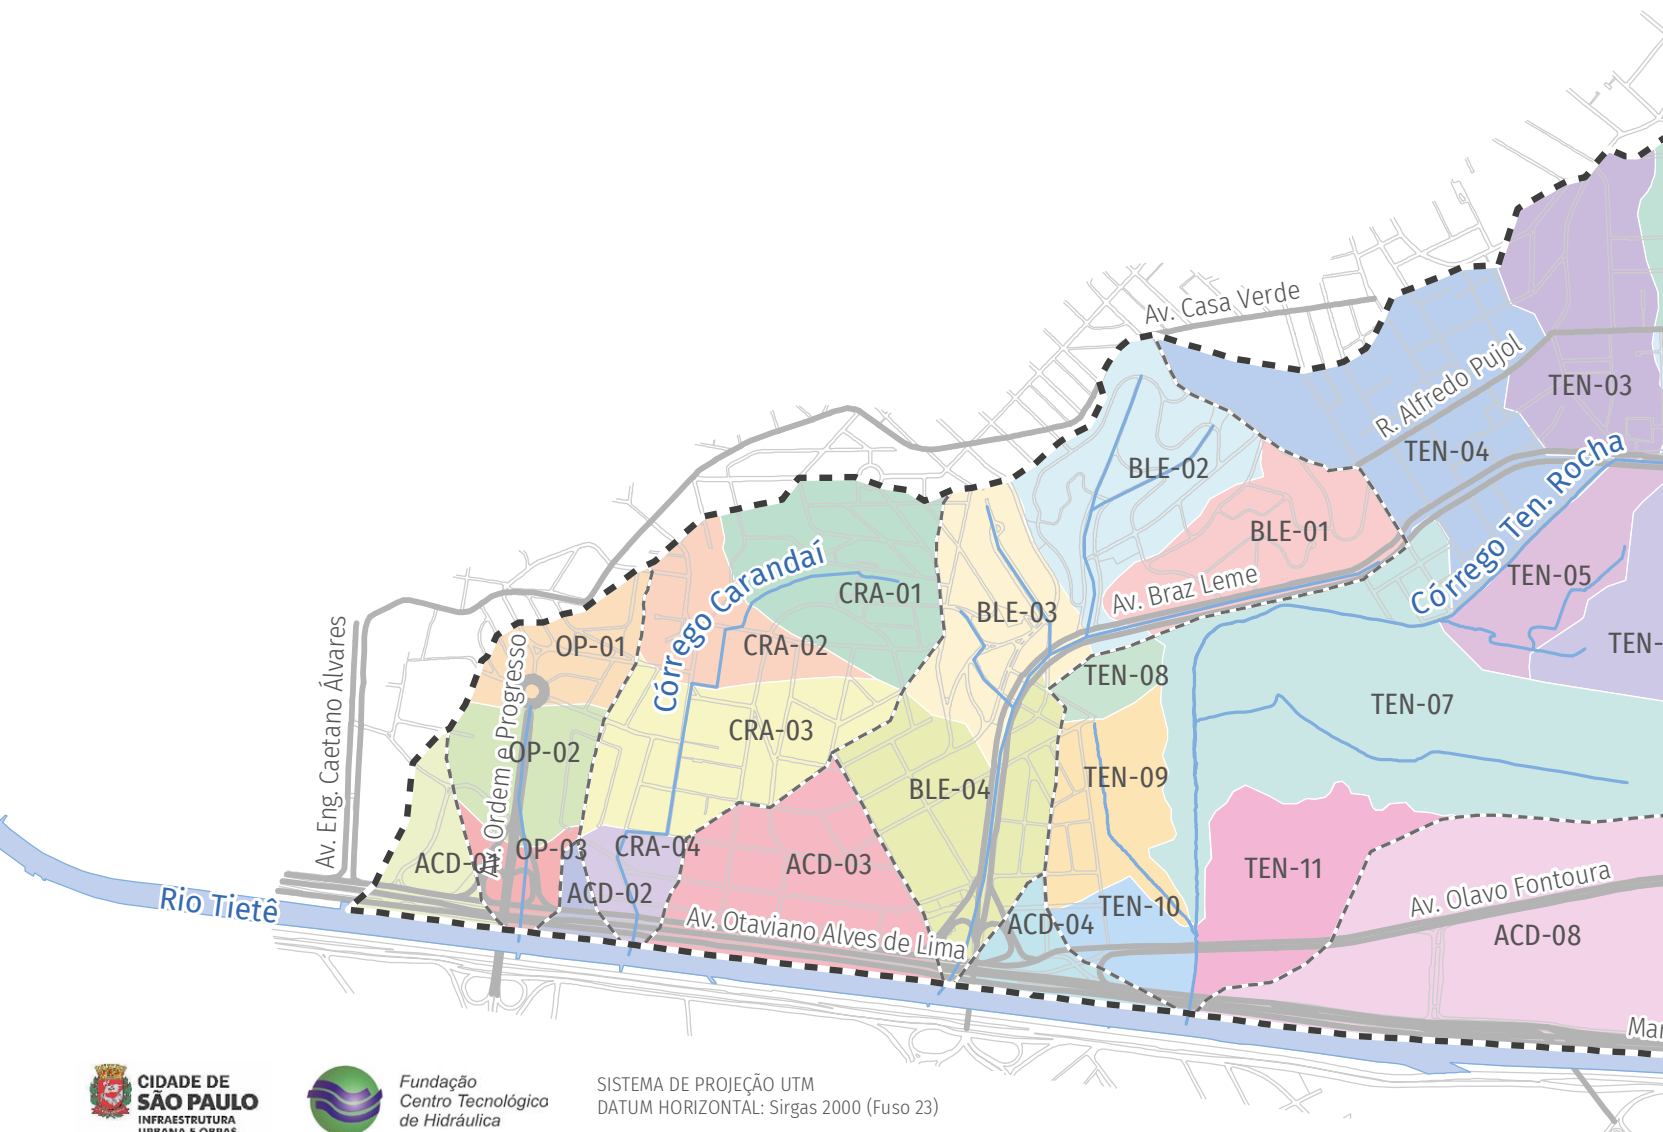 Av. Casa Verde
R. Alfredo Pujol
TEN-03
TEN-04
BLE-02
BLE-01
Córrego Ten. Rocha
TEN-05
Córrego Carandaí
CRA-01
Av. Braz Leme
BLE-03
OP-01
CRA-02
TEN-
TEN-08
TEN-07
Av. Eng. Caetano Álvares
Av. Ordem e Progresso
CRA-03
OP-02
TEN-09
BLE-04
ACD-01
OP-03
CRA-04
ACD-03
TEN-11
ACD-02
Rio Tietê
TEN-10
Av. Olavo Fontoura
Av. Otaviano Alves de Lima
ACD-04
ACD-08
Mar
CIDADE DE
SÃO PAULO
INFRAESTRUTURA
URBANA E OBRAS
Fundação
Centro Tecnológico
de Hidráulica
SISTEMA DE PROJEÇÃO UTM
DATUM HORIZONTAL: Sirgas 2000 (Fuso 23)